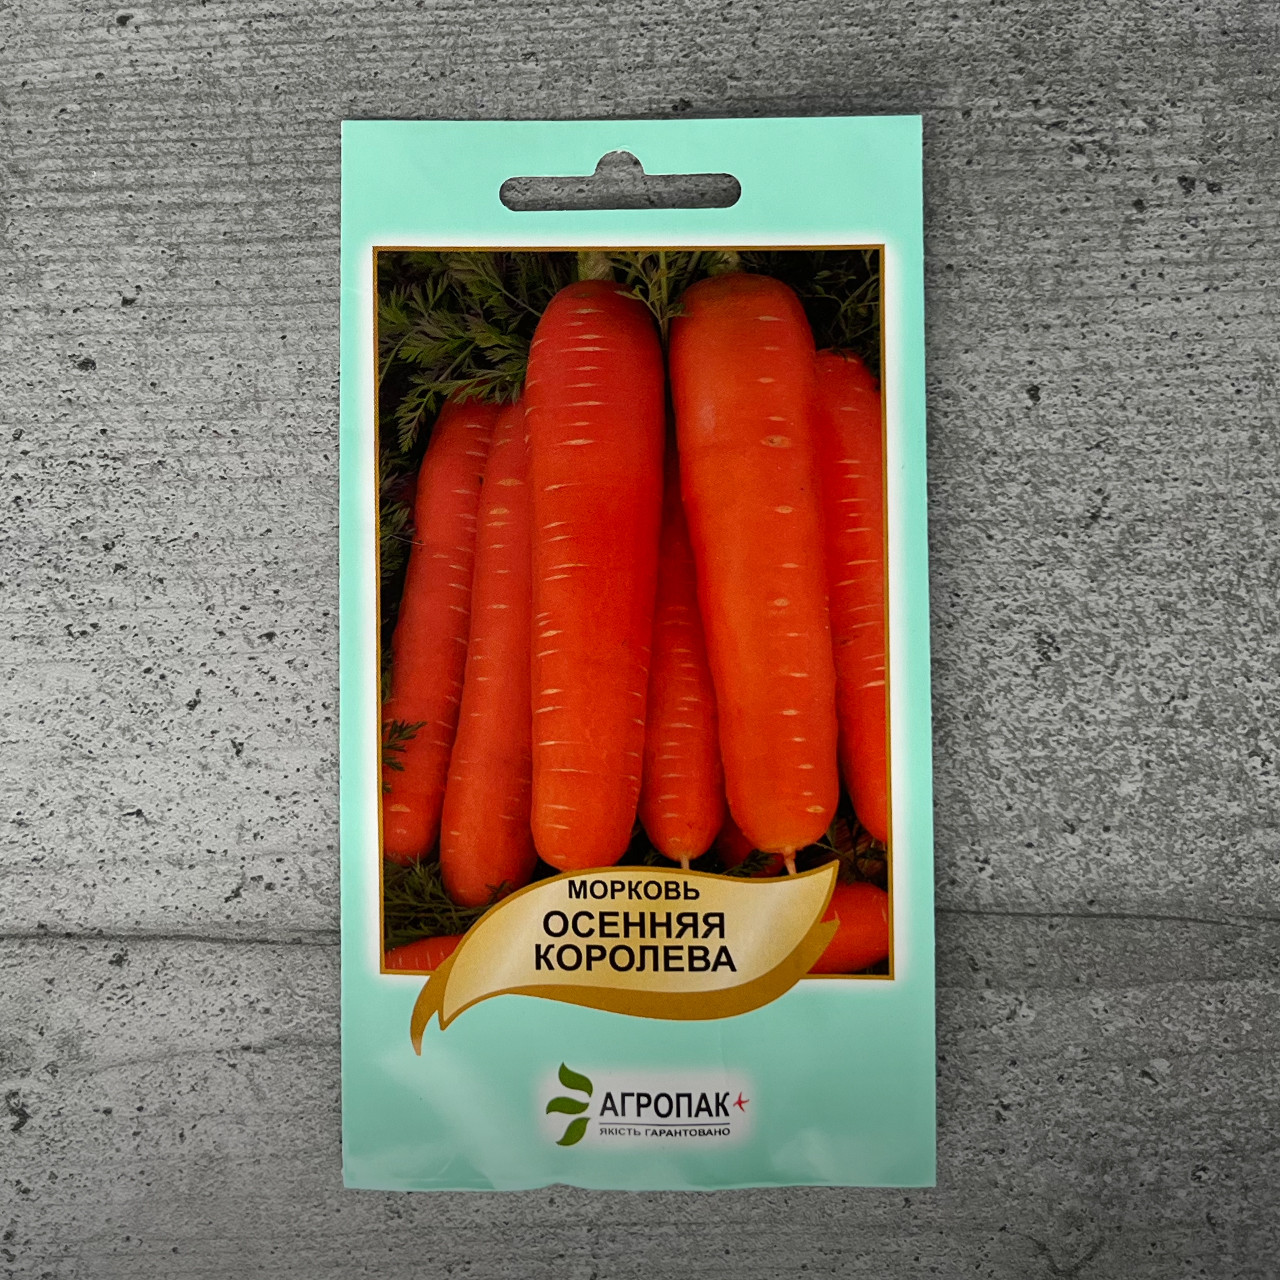 МОРКОВЬ
ОСЕННЯЯ
КОРОЛЕВА
АГРОПАК
ЯКІСТЬ ГАРАНТОВАНО